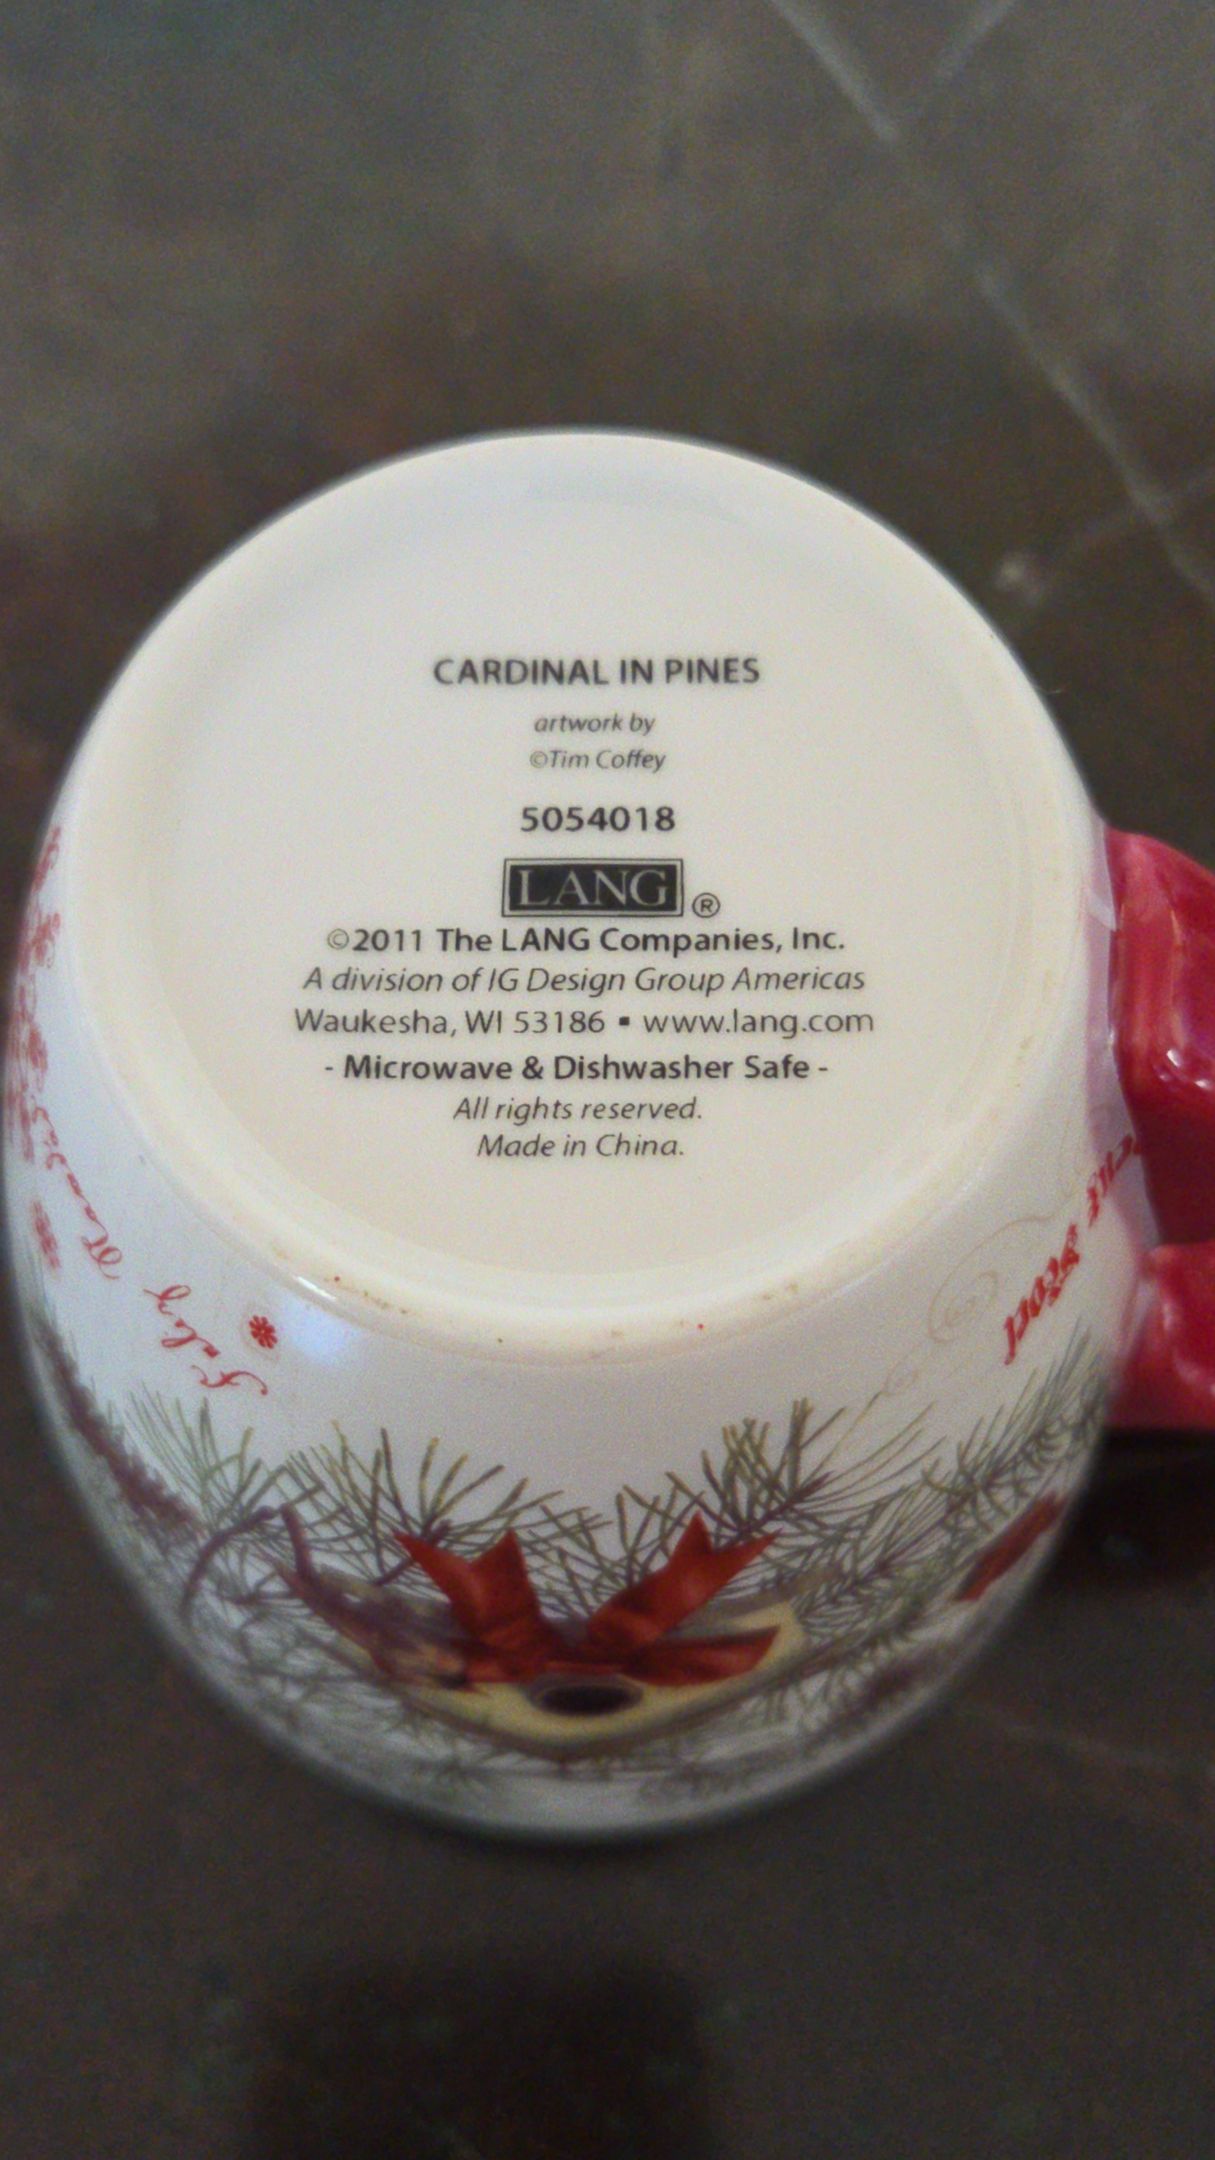 CARDINAL IN PINES
artwork by
©Tim Coffey
5054018
LANG ®
©2011 The LANG Companies, Inc.
A division of IG Design Group Americas
Waukesha, WI 53186 ▪ www.lang.com
- Microwave & Dishwasher Safe -
All rights reserved.
Made in China.